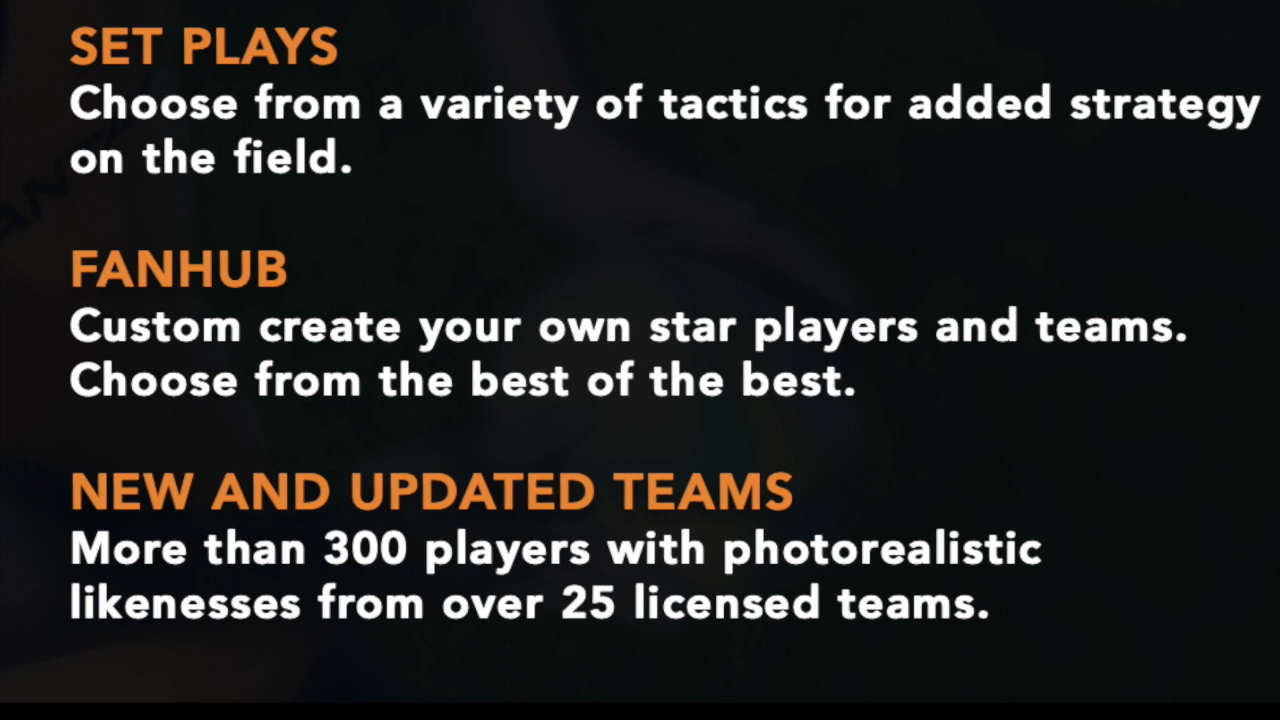 SET PLAYS
Choose from a variety of tactics for added strategy
on the field.
FANHUB
Custom create your own star players and teams.
Choose from the best of the best.
NEW AND UPDATED TEAMS
More than 300 players with photorealistic
likenesses from over 25 licensed teams.